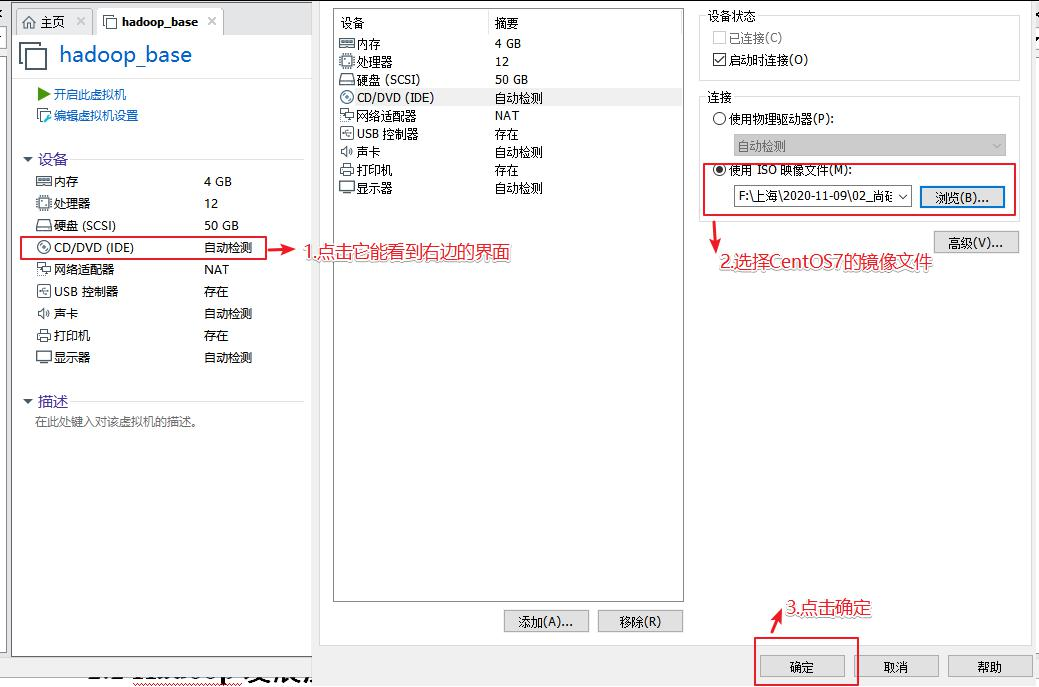 主页
hadoop_base
hadoop_base
开启此虚拟机
编辑虚拟机设置
设备
内存 4 GB
处理器 12
硬盘 (SCSI) 50 GB
CD/DVD (IDE) 自动检测
网络适配器 NAT
USB 控制器 存在
声卡 自动检测
打印机 存在
显示器 自动检测
描述
在此处键入对该虚拟机的描述。
1.点击它能看到右边的界面
设备 摘要
内存 4 GB
处理器 12
硬盘 (SCSI) 50 GB
CD/DVD (IDE) 自动检测
网络适配器 NAT
USB 控制器 存在
声卡 自动检测
打印机 存在
显示器 自动检测
添加(A)...
移除(R)
设备状态
已连接(C)
启动时连接(O)
连接
使用物理驱动器(P):
自动检测
使用 ISO 映像文件(M):
F:\上海\2020-11-09\02_尚硅
浏览(B)...
高级(V)...
2.选择CentOS7的镜像文件
3.点击确定
确定
取消
帮助